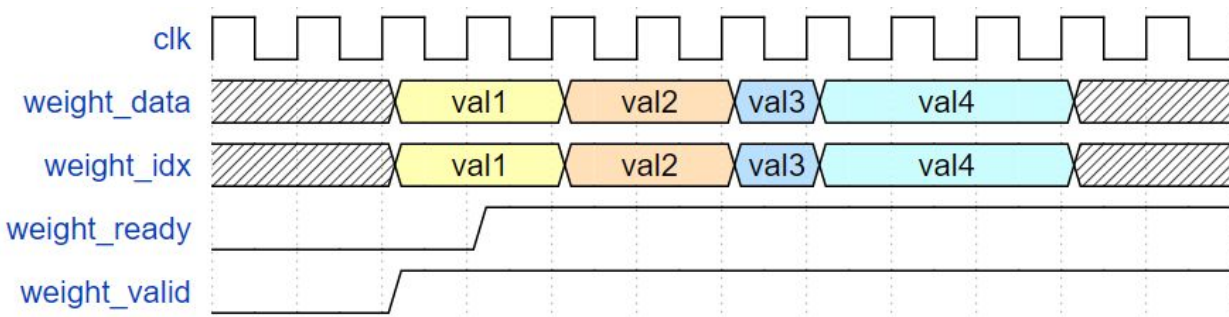 clk
weight_data val1 val2 val3 val4
weight_idx val1 val2 val3 val4
weight_ready
weight_valid